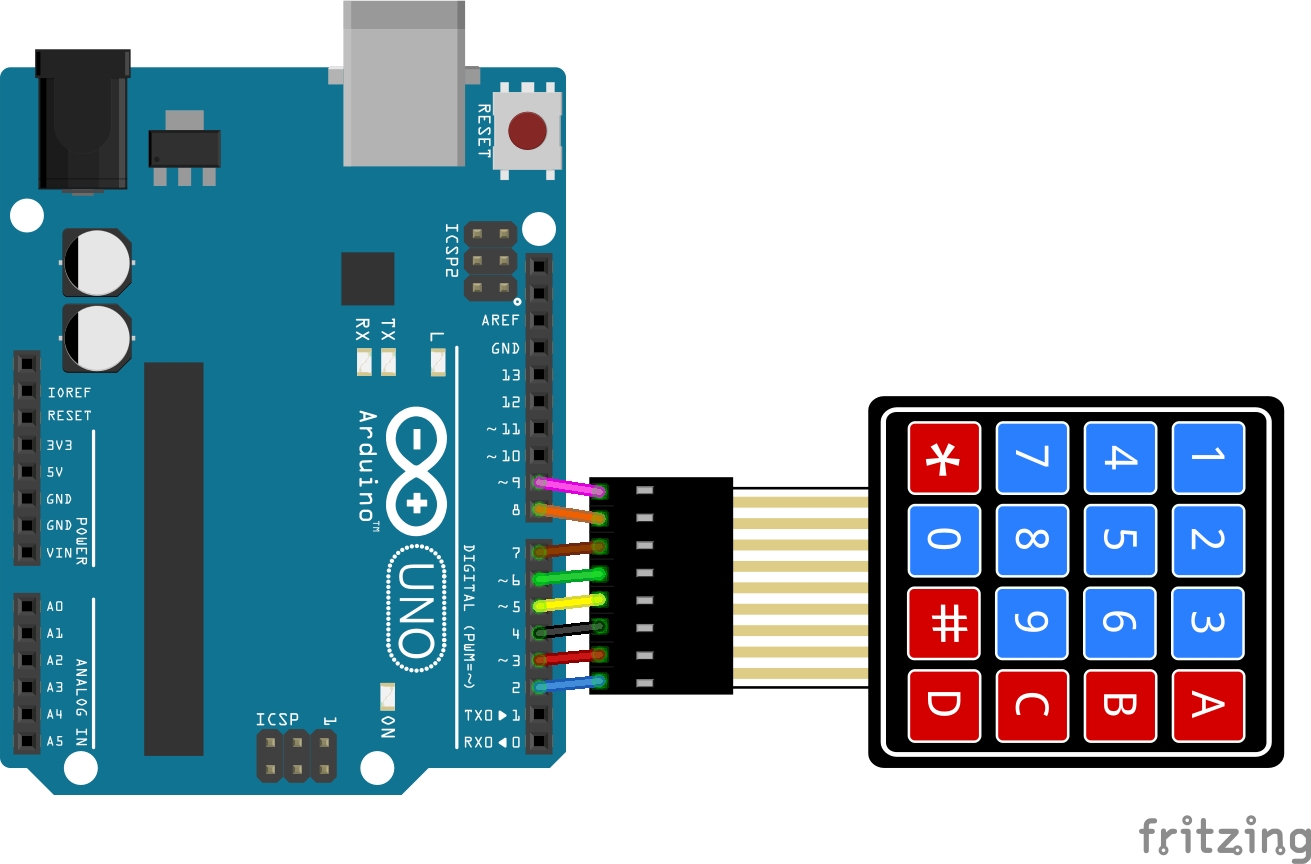 RESET
ICSP2
AREF
GND
13
12
~11
~10
~9
8
7
~6
~5
4
~3
2
TX0 ▶ 1
RX0 ◀ 0
DIGITAL (PWM=~)
RX
TX
L
Arduino™
UNO
IOREF
RESET
3V3
5V
GND
GND
VIN
POWER
A0
A1
A2
A3
A4
A5
ANALOG IN
ICSP
1
ON
* 7 4 1
0 8 5 2
# 9 6 3
D C B A
fritzing